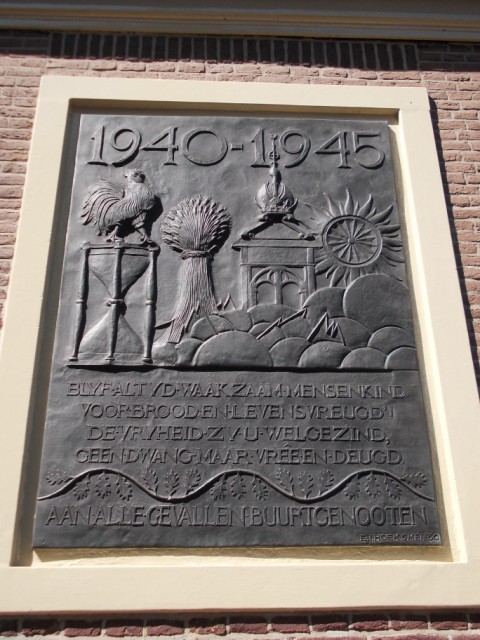 1940-1945
BLYF·ALTYD·WAAKZAAM·MENSENKIND
VOOR·BROOD·EN·LEVENSVREUGD·
DE·VRYHEID·ZY·U·WELGEZIND,
GEEN·DWANG·MAAR·VREE·EN·DEUGD.
AAN·ALLE·GEVALLEN·BUURTGENOOTEN